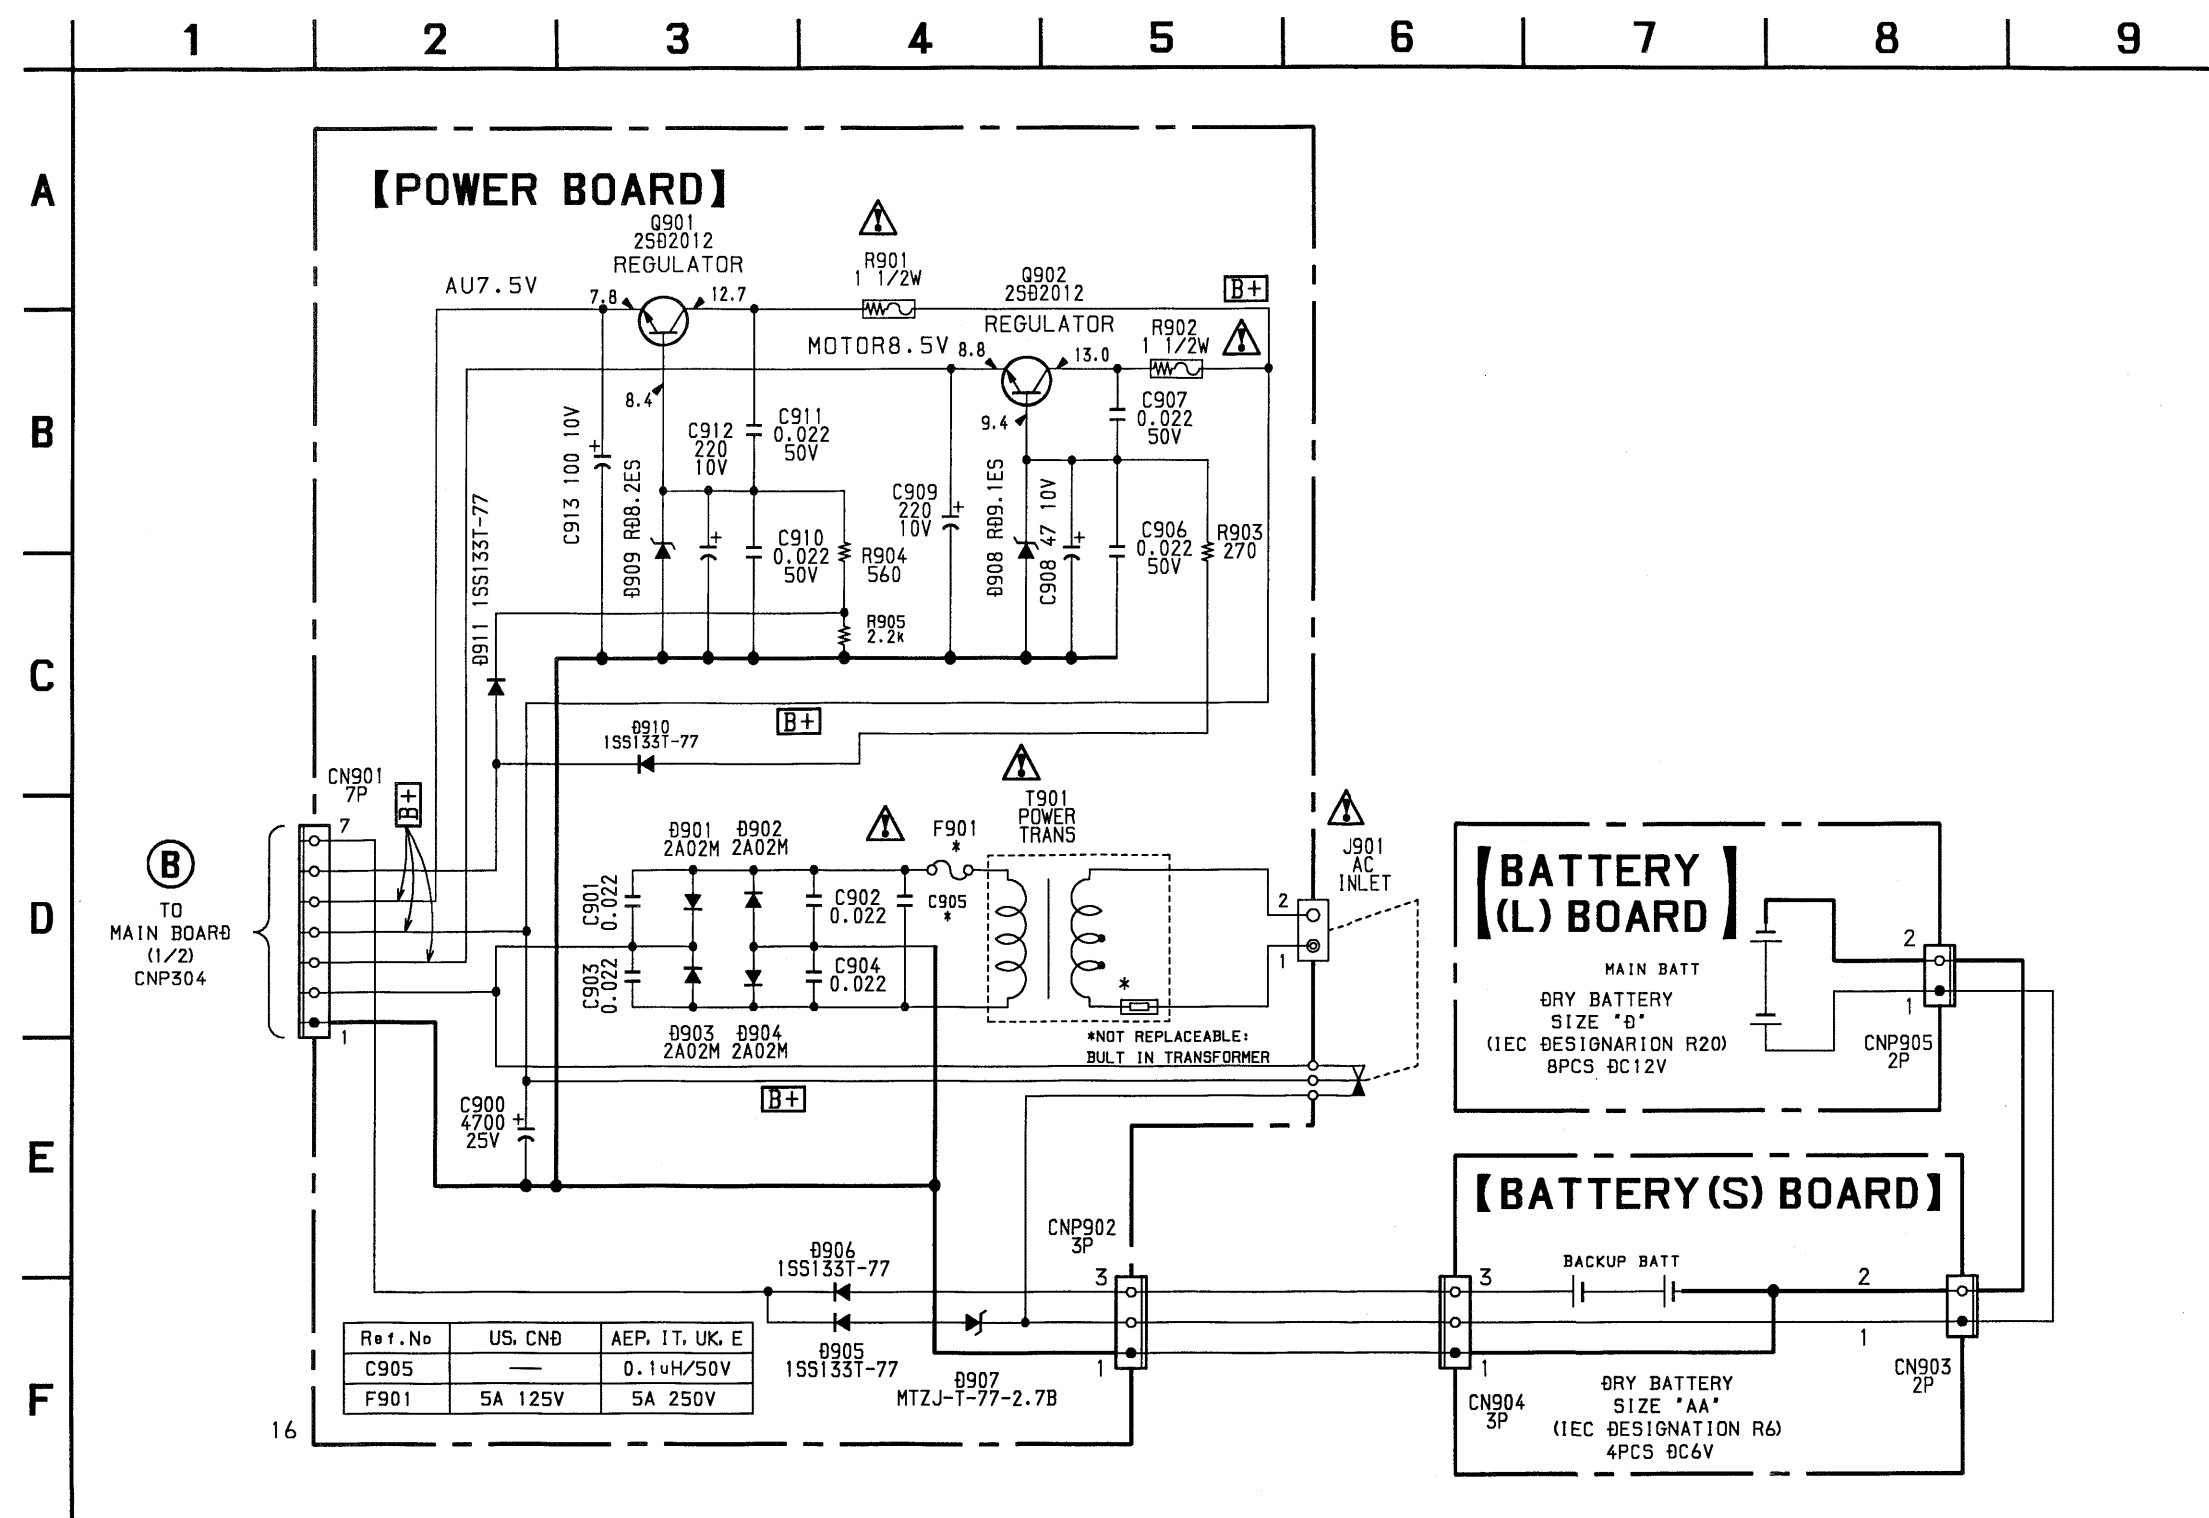 1 2 3 4 5 6 7 8 9
A
B
C
D
E
F
【POWER BOARD】
Q901
2SD2012
REGULATOR
AU7.5V
7.8
12.7
8.4
R901
1 1/2W
Q902
2SD2012
REGULATOR
B+
MOTOR8.5V
8.8
13.0
9.4
R902
1 1/2W
C913 100 10V
+
D909 RD8.2ES
C912
220
10V
+
C911
0.022
50V
C910
0.022
50V
R904
560
R905
2.2k
C909
220
10V
+
D908 RD9.1ES
C908 47 10V
+
C907
0.022
50V
C906
0.022
50V
R903
270
D911 1SS133T-77
B+
D910
1SS133T-77
CN901
7P
B+
7
1
B
TO
MAIN BOARD
(1/2)
CNP304
D901
2A02M
D902
2A02M
C901
0.022
C903
0.022
C902
0.022
C904
0.022
D903
2A02M
D904
2A02M
F901
*
C905
*
T901
POWER
TRANS
*
*NOT REPLACEABLE:
BULT IN TRANSFORMER
J901
AC
INLET
2
1
B+
C900
4700
25V
+
CNP902
3P
3
1
D906
1SS133T-77
D905
1SS133T-77
D907
MTZJ-T-77-2.7B
Ref.No US, CND AEP, IT, UK, E
C905 — 0.1uH/50V
F901 5A 125V 5A 250V
16
【BATTERY】
(L) BOARD
MAIN BATT
DRY BATTERY
SIZE "D"
(IEC DESIGNARION R20)
8PCS DC12V
2
1
CNP905
2P
【BATTERY(S) BOARD】
BACKUP BATT
3
1
2
1
CN904
3P
CN903
2P
DRY BATTERY
SIZE "AA"
(IEC DESIGNATION R6)
4PCS DC6V